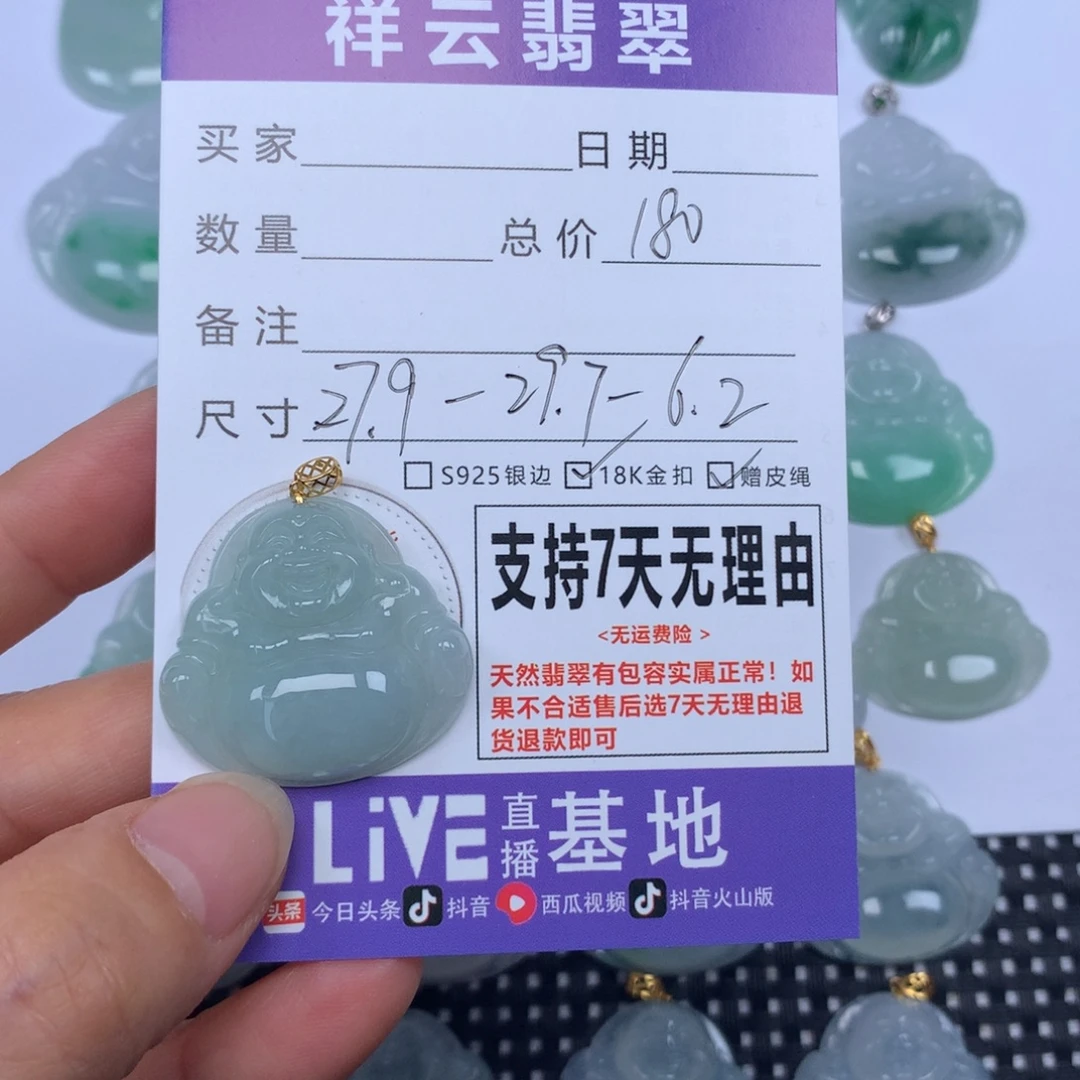 祥云翡翠
买家 日期
数量 总价 180
备注
尺寸 27.9-29.7-6.2
S925银边 18K金扣 赠皮绳
支持7天无理由
<无运费险>
天然翡翠有包容实属正常！如
果不合适售后选7天无理由退
货退款即可
LiVE 直播 基地
头条 今日头条 抖音 西瓜视频 抖音火山版